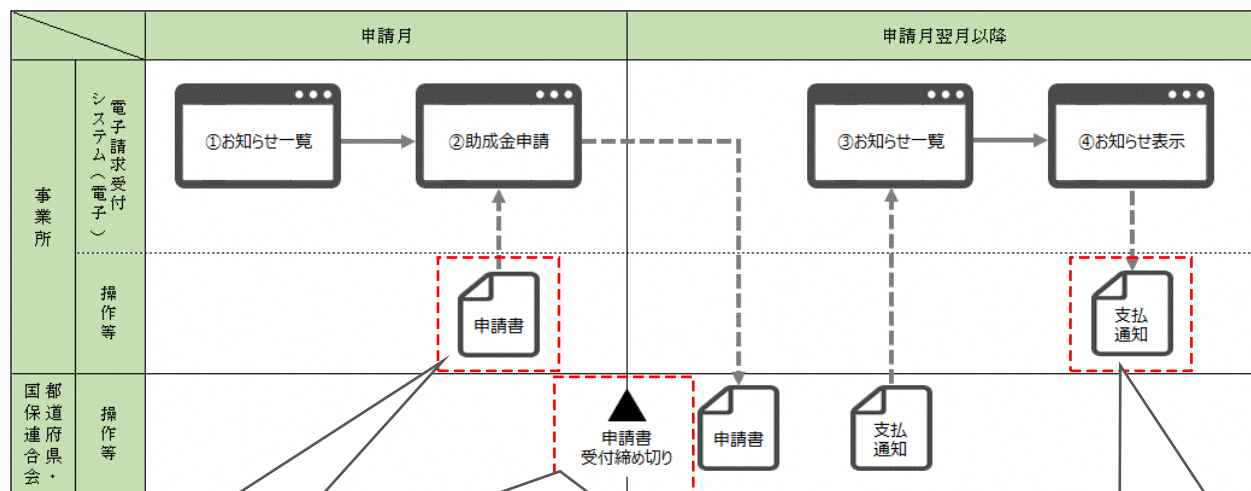 申請月
申請月翌月以降
事業所
電子請求受付
システム（電子）
①お知らせ一覧
②助成金申請
③お知らせ一覧
④お知らせ表示
操作等
申請書
支払
通知
都道府県・
国保連合会
操作等
申請書
受付締め切り
申請書
支払
通知